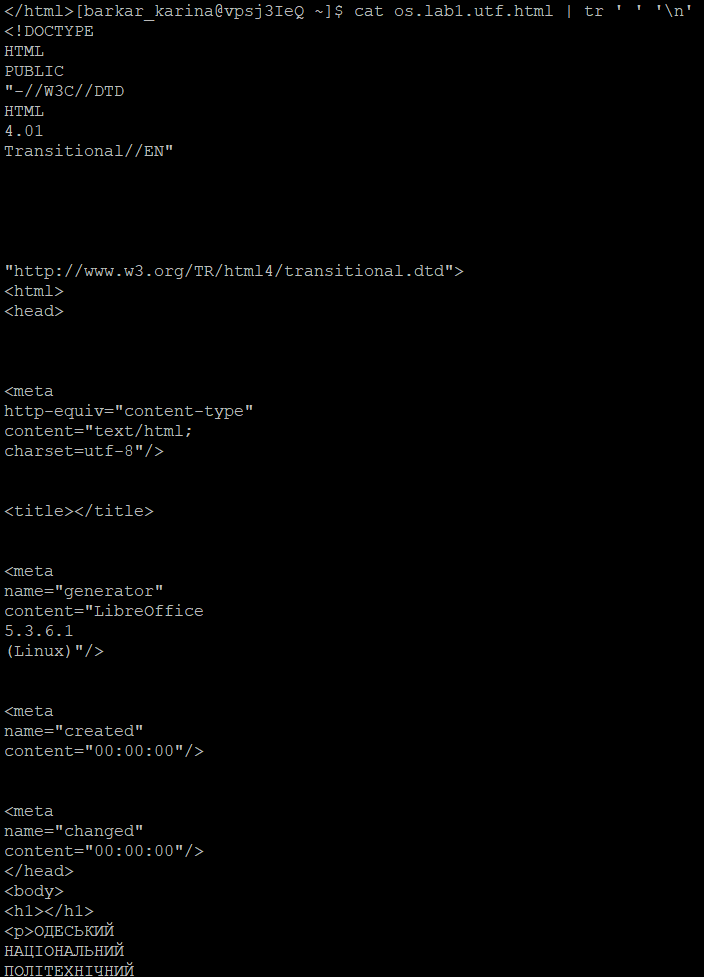 </html>[barkar_karina@vpsj3IeQ ~]$ cat os.lab1.utf.html | tr ' ' '\n'
<!DOCTYPE
HTML
PUBLIC
"-//W3C//DTD
HTML
4.01
Transitional//EN"
"http://www.w3.org/TR/html4/transitional.dtd">
<html>
<head>
<meta
http-equiv="content-type"
content="text/html;
charset=utf-8"/>
<title></title>
<meta
name="generator"
content="LibreOffice
5.3.6.1
(Linux)"/>
<meta
name="created"
content="00:00:00"/>
<meta
name="changed"
content="00:00:00"/>
</head>
<body>
<h1></h1>
<p>ОДЕСЬКИЙ
НАЦІОНАЛЬНИЙ
ПОЛІТЕХНІЧНИЙ